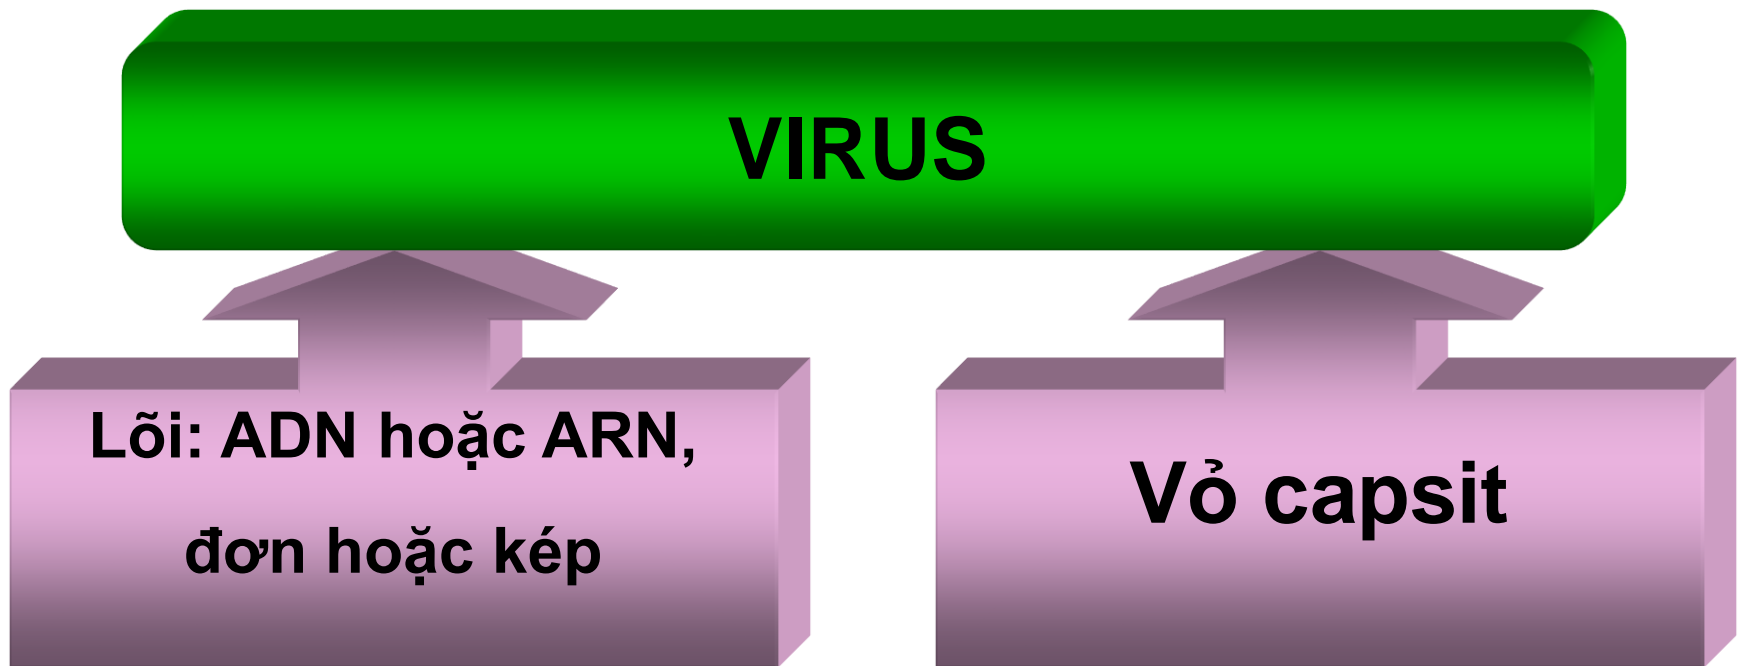 VIRUS
Lõi: ADN hoặc ARN,
đơn hoặc kép
Vỏ capsit